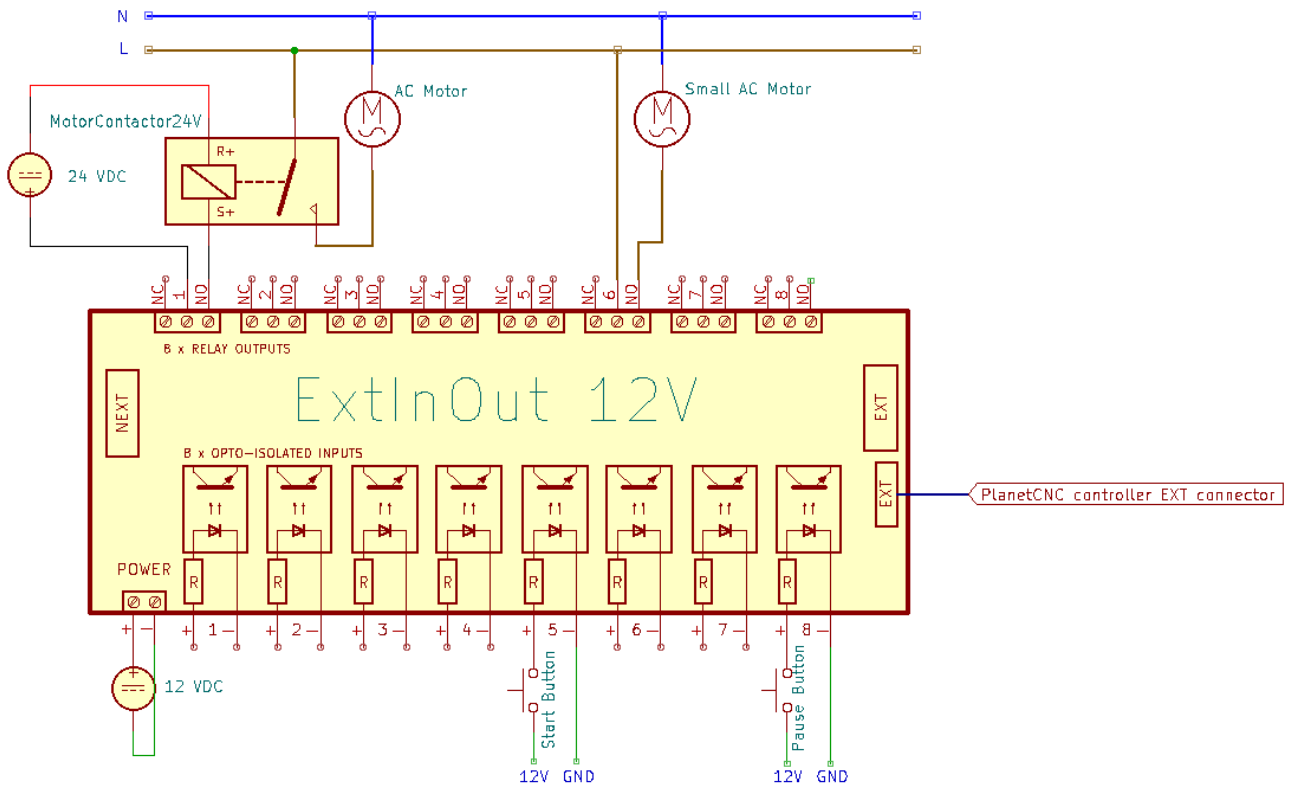 N
L
AC Motor
Small AC Motor
MotorContactor24V
R+
24 VDC
S+
NC 1 NO NC 2 NO NC 3 NO NC 4 NO NC 5 NO NC 6 NO NC 7 NO NC 8 NO
8 x RELAY OUTPUTS
ExtInOut 12V
NEXT
EXT
8 x OPTO-ISOLATED INPUTS
EXT
PlanetCNC controller EXT connector
POWER
R R R R R R R R
+ - + 1 - + 2 - + 3 - + 4 - + 5 - + 6 - + 7 - + 8 -
12 VDC
Start Button
Pause Button
12V GND 12V GND